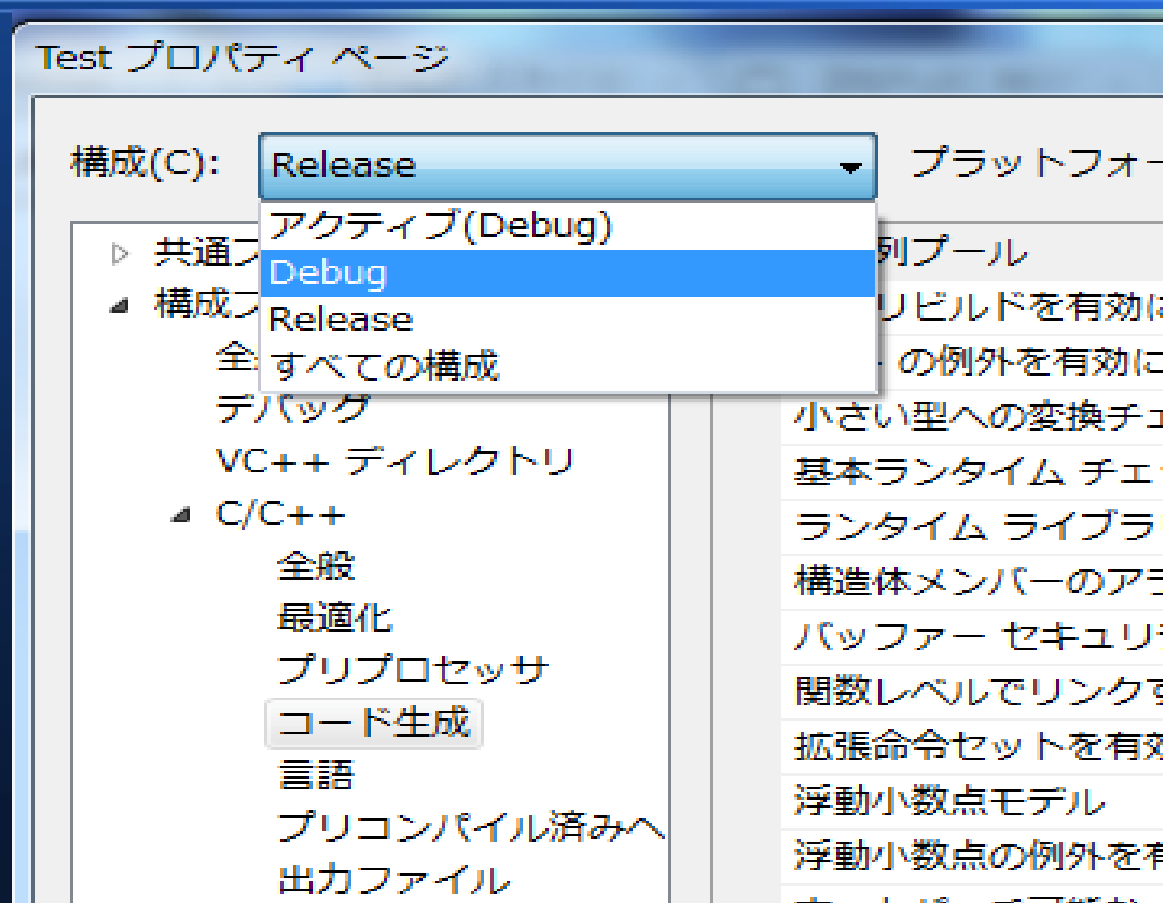 Test プロパティ ページ
構成(C): Release プラットフォー
アクティブ(Debug)
Debug
Release
すべての構成
共通プ
構成プ
全
デバッグ
VC++ ディレクトリ
C/C++
全般
最適化
プリプロセッサ
コード生成
言語
プリコンパイル済みヘ
出力ファイル
列プール
リビルドを有効に
の例外を有効に
小さい型への変換チェ
基本ランタイム チェッ
ランタイム ライブラ
構造体メンバーのアラ
バッファー セキュリテ
関数レベルでリンクす
拡張命令セットを有効
浮動小数点モデル
浮動小数点の例外を有